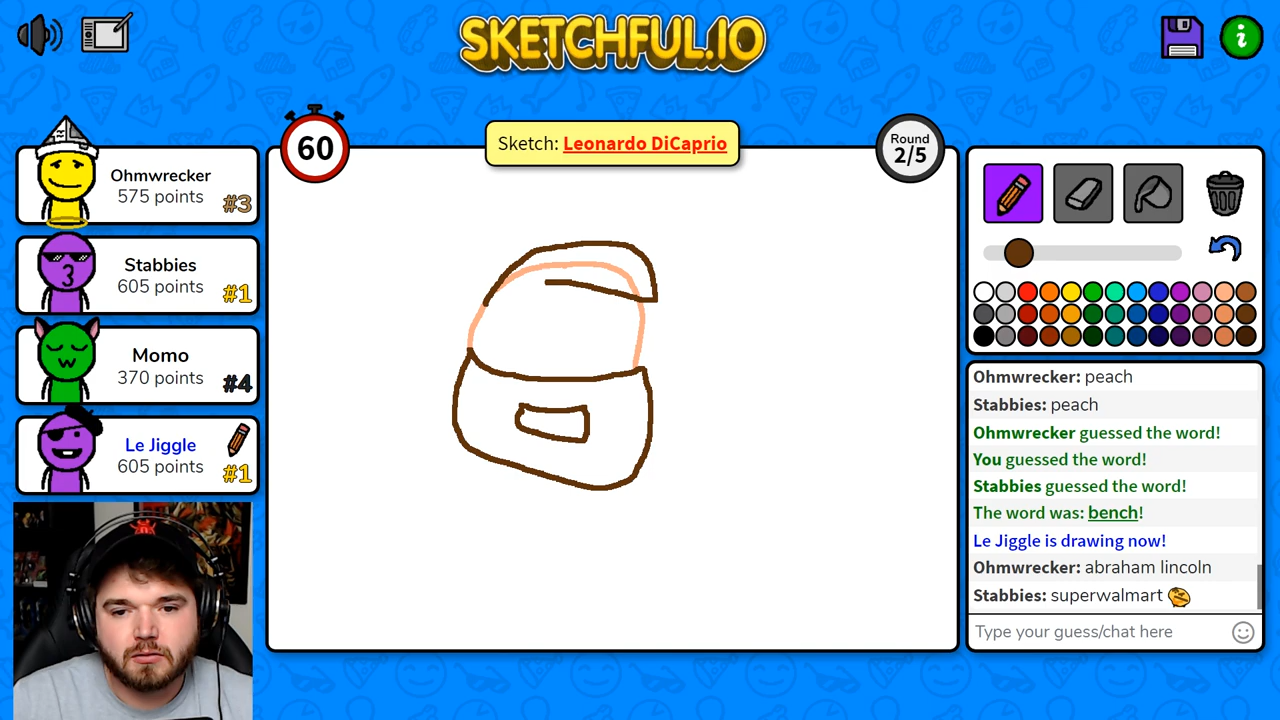 SKETCHFUL.IO
60
Sketch: Leonardo DiCaprio
Round
2/5
Ohmwrecker
575 points
#3
Stabbies
605 points
#1
Momo
370 points
#4
Le Jiggle
605 points
#1
Ohmwrecker: peach
Stabbies: peach
Ohmwrecker guessed the word!
You guessed the word!
Stabbies guessed the word!
The word was: bench!
Le Jiggle is drawing now!
Ohmwrecker: abraham lincoln
Stabbies: superwalmart
Type your guess/chat here